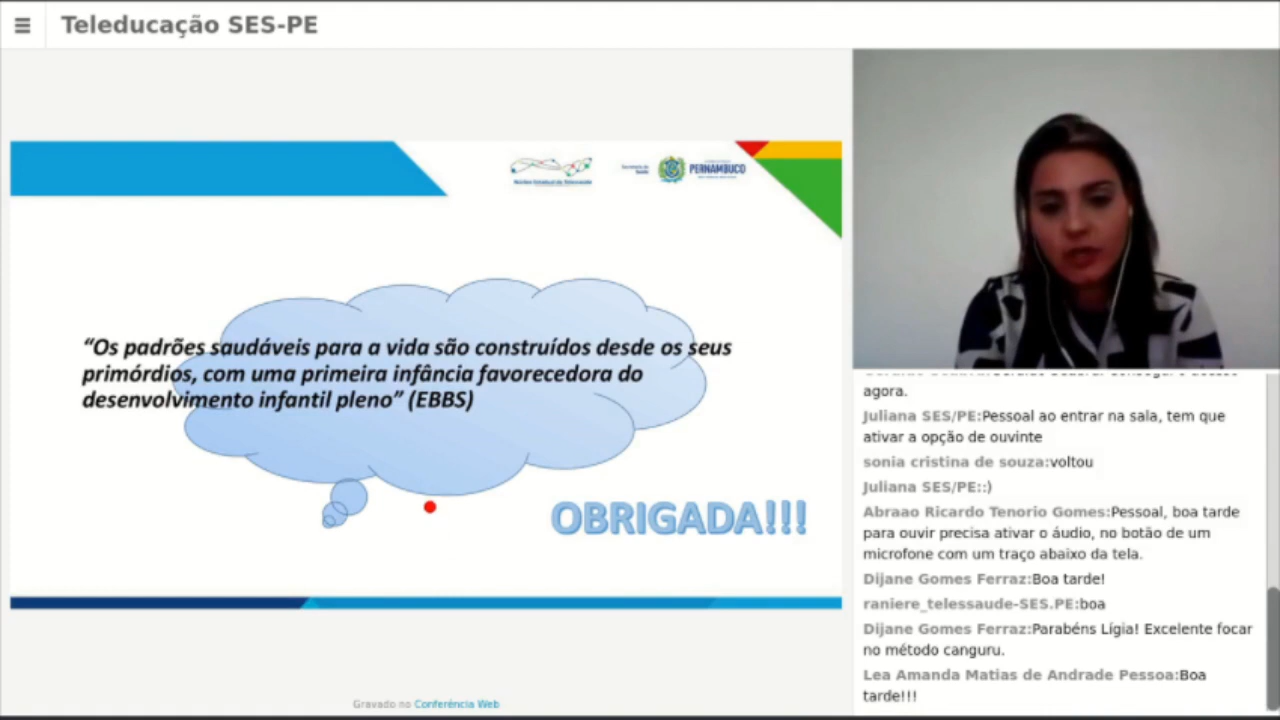 Teleducação SES-PE
Secretaria de
Saúde
PERNAMBUCO
“Os padrões saudáveis para a vida são construídos desde os seus
primórdios, com uma primeira infância favorecedora do
desenvolvimento infantil pleno” (EBBS)
OBRIGADA!!!
Gravado no Conferência Web
agora.
Juliana SES/PE:Pessoal ao entrar na sala, tem que
ativar a opção de ouvinte
sonia cristina de souza:voltou
Juliana SES/PE::)
Abraao Ricardo Tenorio Gomes:Pessoal, boa tarde
para ouvir precisa ativar o áudio, no botão de um
microfone com um traço abaixo da tela.
Dijane Gomes Ferraz:Boa tarde!
raniere_telessaude-SES.PE:boa
Dijane Gomes Ferraz:Parabéns Lígia! Excelente focar
no método canguru.
Lea Amanda Matias de Andrade Pessoa:Boa
tarde!!!